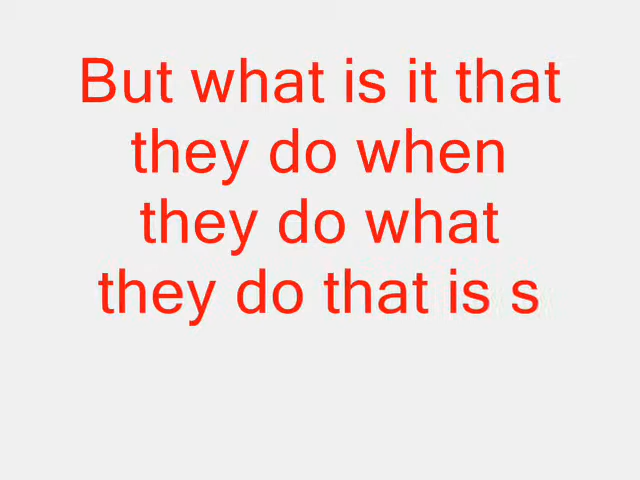 But what is it that
they do when
they do what
they do that is s